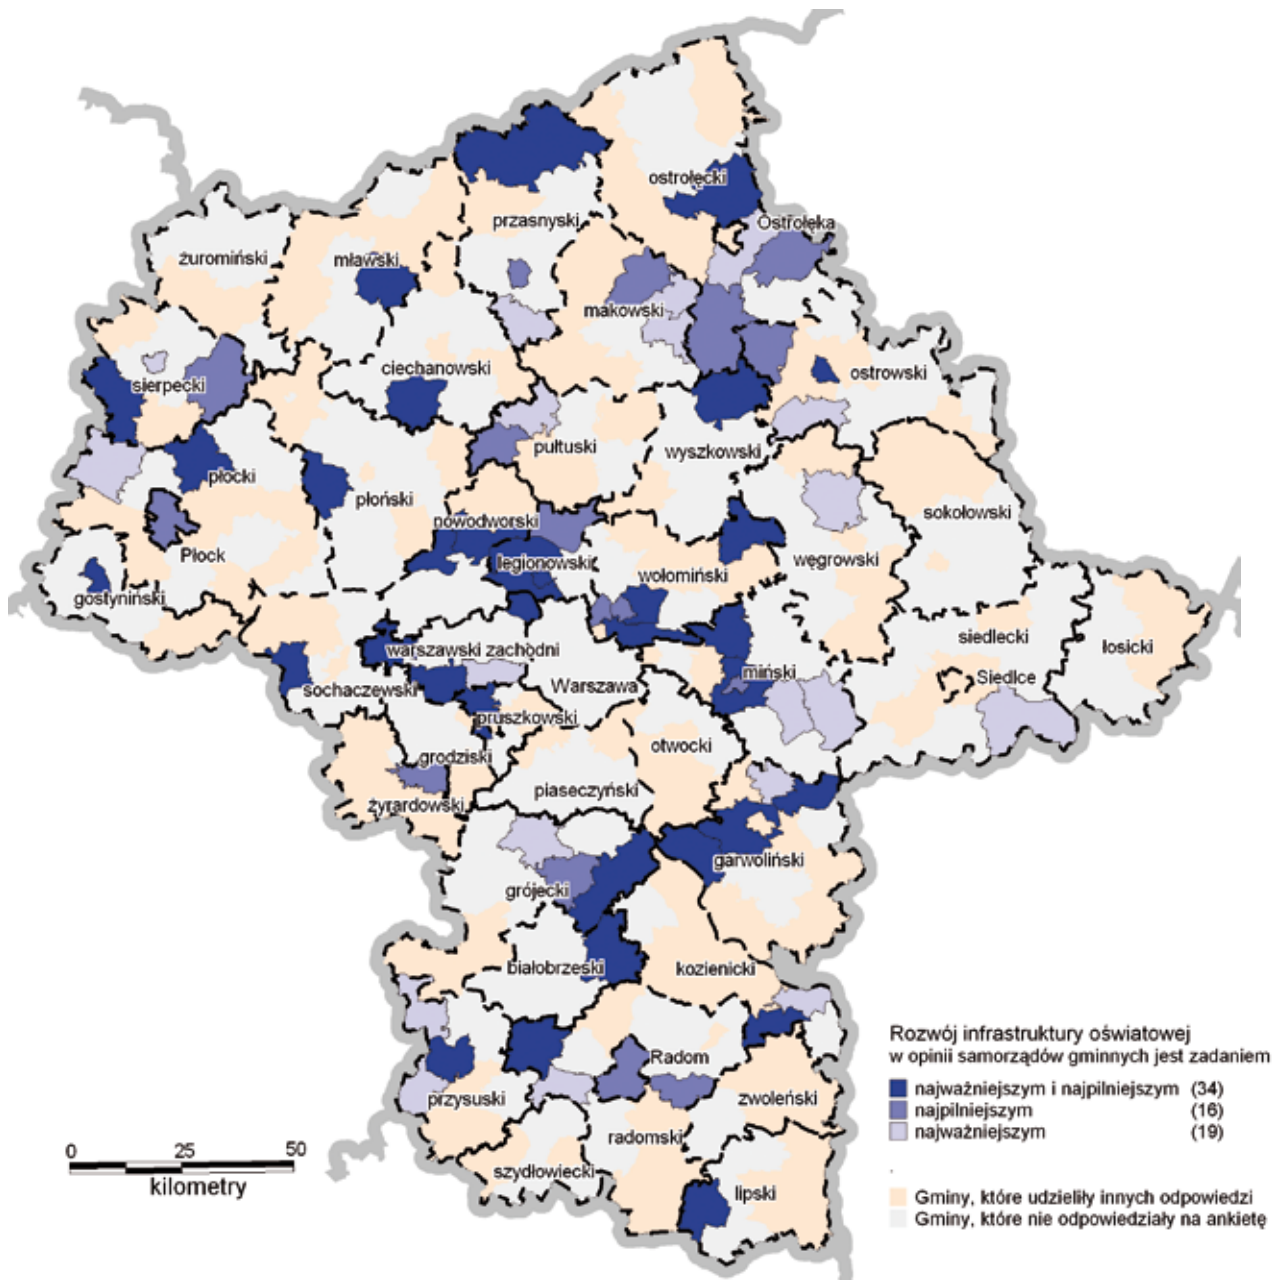 ostrołęcki
Ostrołęka
przasnyski
żuromiński
mławski
makowski
ciechanowski
ostrowski
sierpecki
pułtuski
wyszkowski
płocki
płoński
sokołowski
nowodworski
Płock
legionowski
węgrowski
wołomiński
gostyniński
siedlecki
łosicki
warszawski zachodni
miński
Siedlce
sochaczewski
Warszawa
pruszkowski
otwocki
grodziski
piaseczyński
żyrardowski
garwoliński
grójecki
białobrzeski
kozienicki
Radom
przysuski
zwoleński
radomski
szydłowiecki
lipski
0 25 50
kilometry
Rozwój infrastruktury oświatowej
w opinii samorządów gminnych jest zadaniem
najważniejszym i najpilniejszym (34)
najpilniejszym (16)
najważniejszym (19)
Gminy, które udzieliły innych odpowiedzi
Gminy, które nie odpowiedziały na ankietę